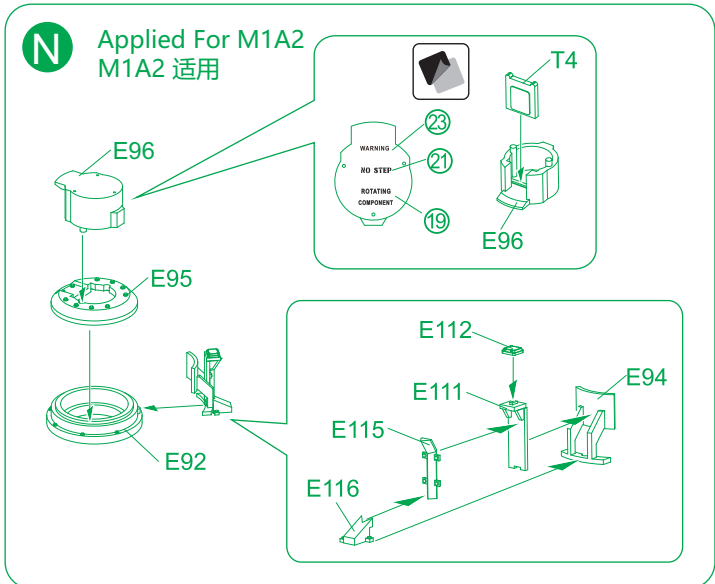 N
Applied For M1A2
M1A2 适用
T4
E96
23
WARNING
21
NO STEP
ROTATING
COMPONENT
19
E96
E95
E112
E94
E111
E115
E92
E116